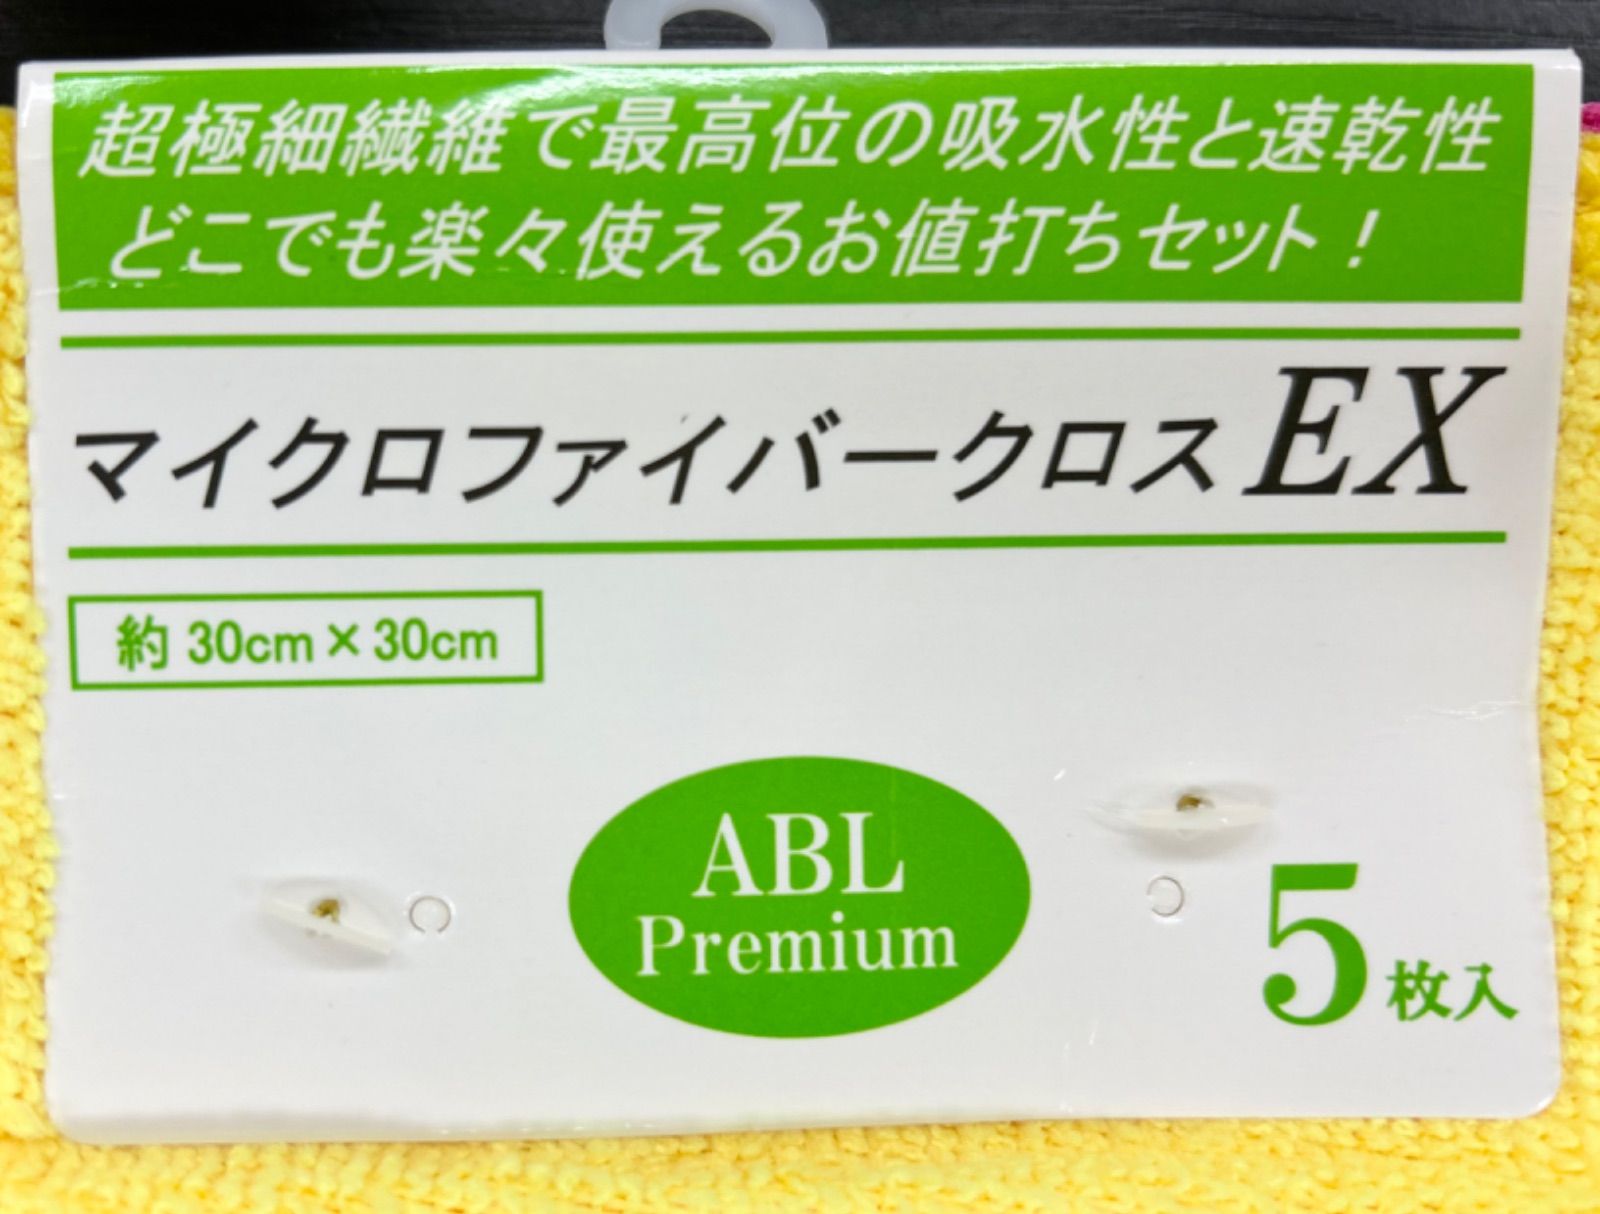 超極細繊維で最高位の吸水性と速乾性
どこでも楽々使えるお値打ちセット！
マイクロファイバークロスEX
約 30cm×30cm
ABL
Premium
5枚入